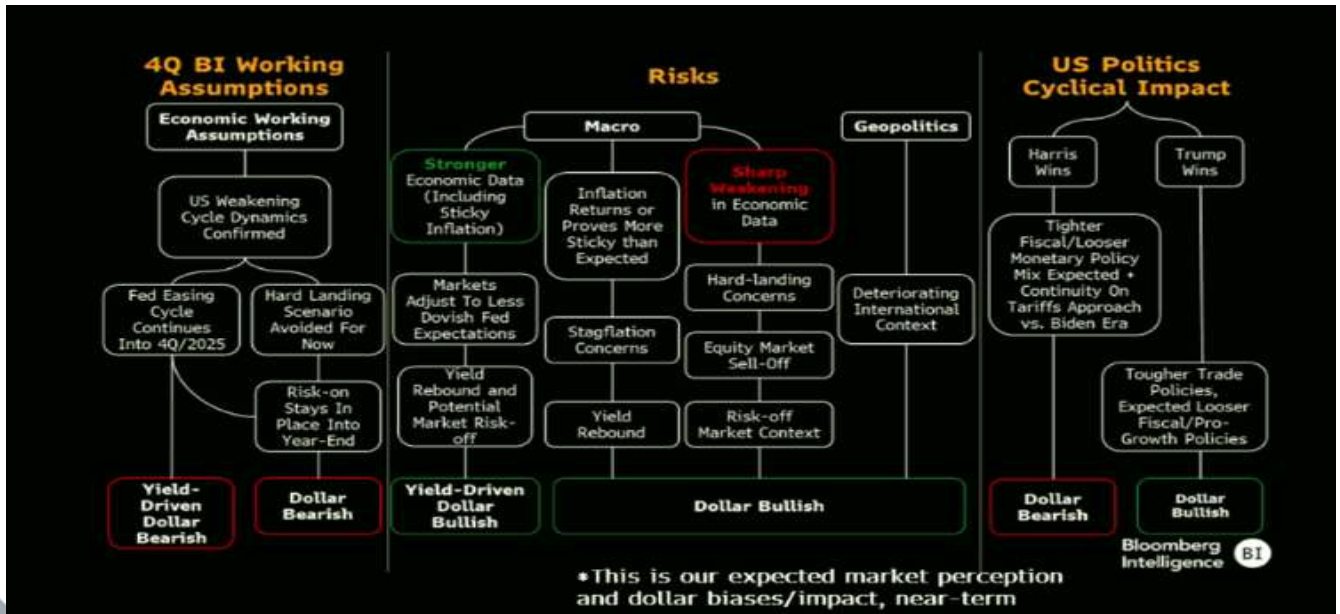 4Q BI Working
Assumptions
Economic Working
Assumptions
US Weakening
Cycle Dynamics
Confirmed
Fed Easing
Cycle
Continues
Into 4Q/2025
Hard Landing
Scenario
Avoided For
Now
Risk-on
Stays In
Place Into
Year-End
Yield-
Driven
Dollar
Bearish
Dollar
Bearish
Risks
Macro
Geopolitics
Stronger
Economic Data
(Including
Sticky
Inflation)
Markets
Adjust To Less
Dovish Fed
Expectations
Yield
Rebound and
Potential
Market Risk-
off
Yield-Driven
Dollar
Bullish
Inflation
Returns or
Proves More
Sticky than
Expected
Stagflation
Concerns
Yield
Rebound
Sharp
Weakening
in Economic
Data
Hard-landing
Concerns
Equity Market
Sell-Off
Risk-off
Market Context
Deteriorating
International
Context
Dollar Bullish
US Politics
Cyclical Impact
Harris
Wins
Tighter
Fiscal/Looser
Monetary Policy
Mix Expected +
Continuity On
Tariffs Approach
vs. Biden Era
Dollar
Bearish
Trump
Wins
Tougher Trade
Policies,
Expected Looser
Fiscal/Pro-
Growth Policies
Dollar
Bullish
Bloomberg
Intelligence
BI
*This is our expected market perception
and dollar biases/impact, near-term